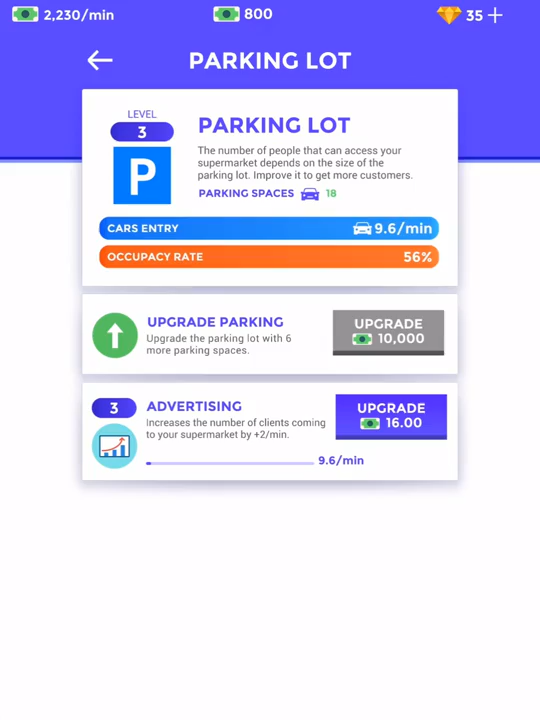 2,230/min
800
35
PARKING LOT
LEVEL
3
P
PARKING LOT
The number of people that can access your
supermarket depends on the size of the
parking lot. Improve it to get more customers.
PARKING SPACES 18
CARS ENTRY 9.6/min
OCCUPACY RATE 56%
UPGRADE PARKING
Upgrade the parking lot with 6
more parking spaces.
UPGRADE
10,000
3
ADVERTISING
Increases the number of clients coming
to your supermarket by +2/min.
UPGRADE
16.00
9.6/min